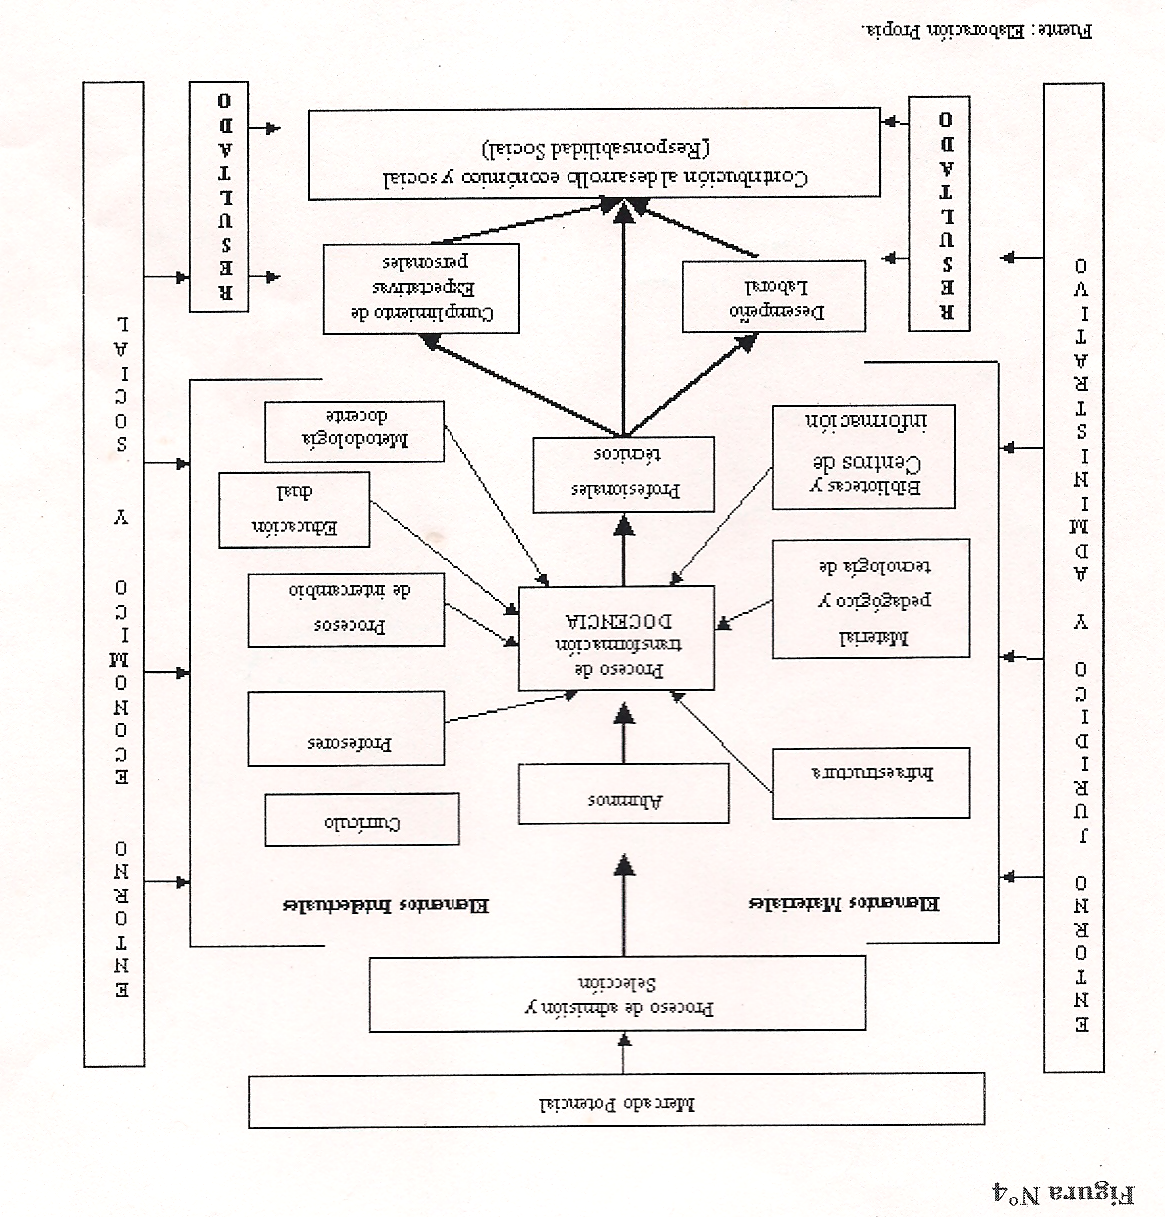 Figura N°4
Mercado Potencial
Proceso de admisión y
Selección
ENTORNO JURIDICO Y ADMINISTRATIVO
ENTORNO ECONOMICO Y SOCIAL
Elementos Materiales
Elementos Intelectuales
Infraestructura
Material
pedagógico y
tecnología de
Bibliotecas y
Centros de
información
Alumnos
Proceso de
transformación
DOCENCIA
Profesionales
técnicos
Currículo
Profesores
Procesos
de intercambio
Educación
dual
Metodología
docente
RESULTADO
Desempeño
Laboral
Cumplimiento de
Expectativas
personales
RESULTADO
Contribución al desarrollo económico y social
(Responsabilidad Social)
Fuente: Elaboración Propia.